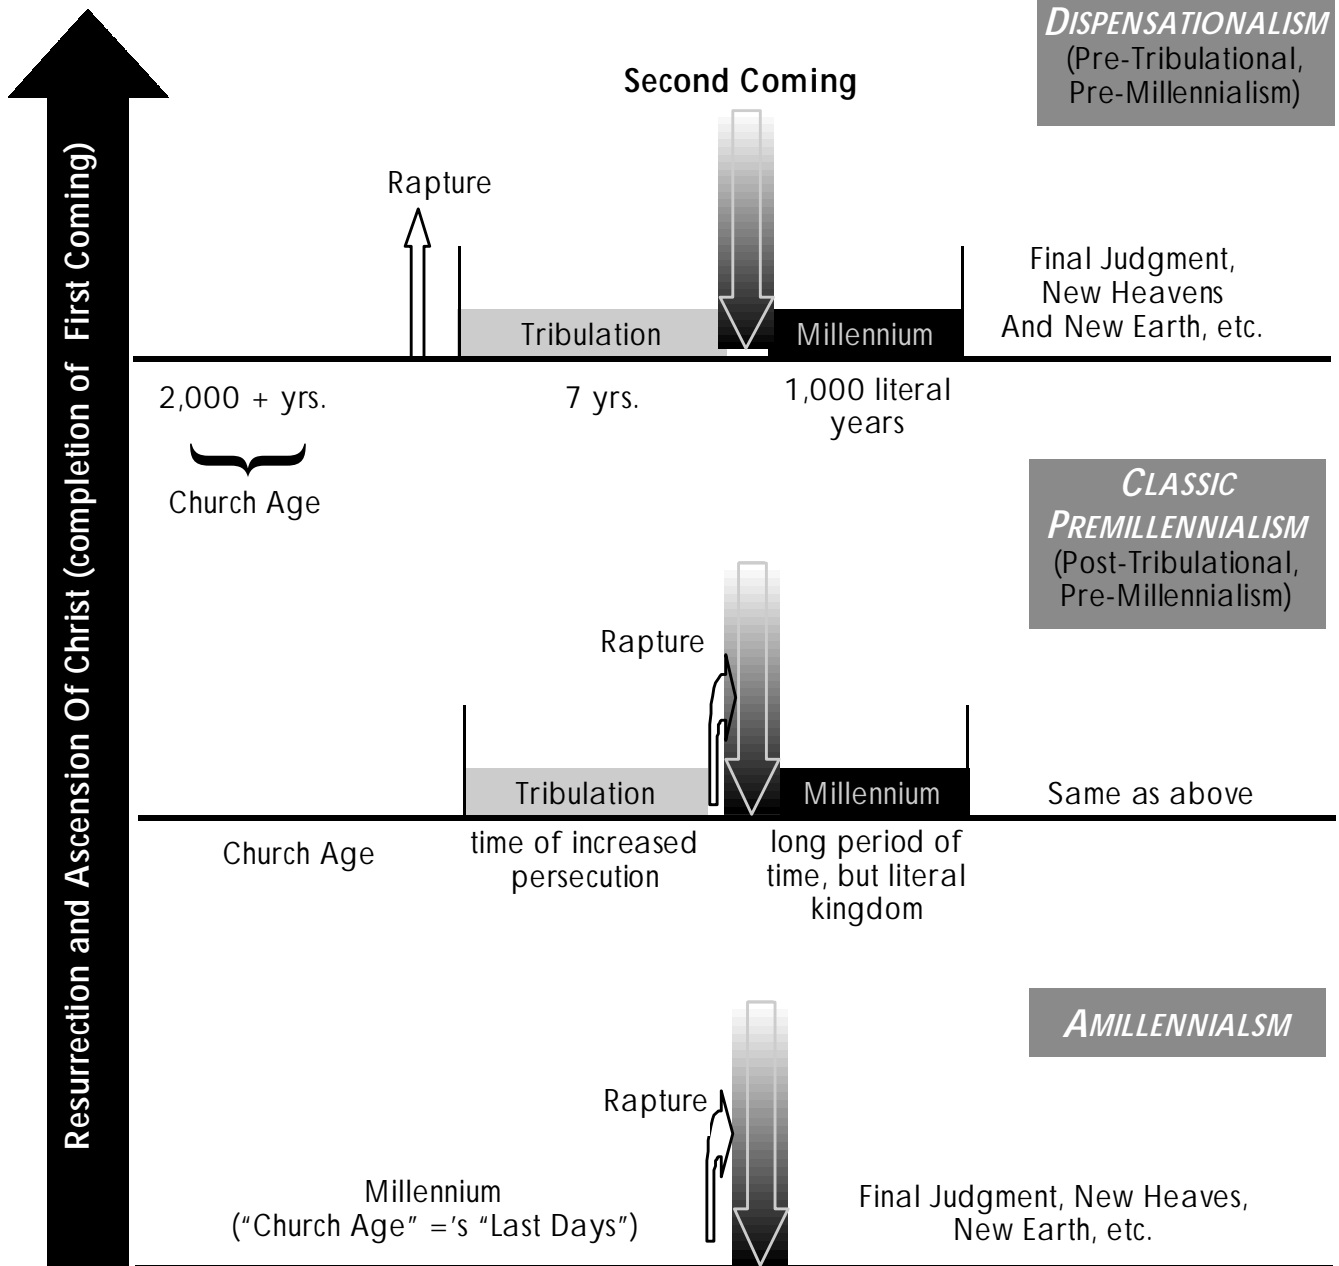 Resurrection and Ascension Of Christ (completion of First Coming)
DISPENSATIONALISM
(Pre-Tribulational,
Pre-Millennialism)
Second Coming
Rapture
Final Judgment,
New Heavens
And New Earth, etc.
Tribulation
Millennium
2,000 + yrs.
7 yrs.
1,000 literal
years
Church Age
CLASSIC
PREMILLENNIALISM
(Post-Tribulational,
Pre-Millennialism)
Rapture
Tribulation
Millennium
Same as above
Church Age
time of increased
persecution
long period of
time, but literal
kingdom
AMILLENNIALSM
Rapture
Millennium
("Church Age" ='s "Last Days")
Final Judgment, New Heaves,
New Earth, etc.